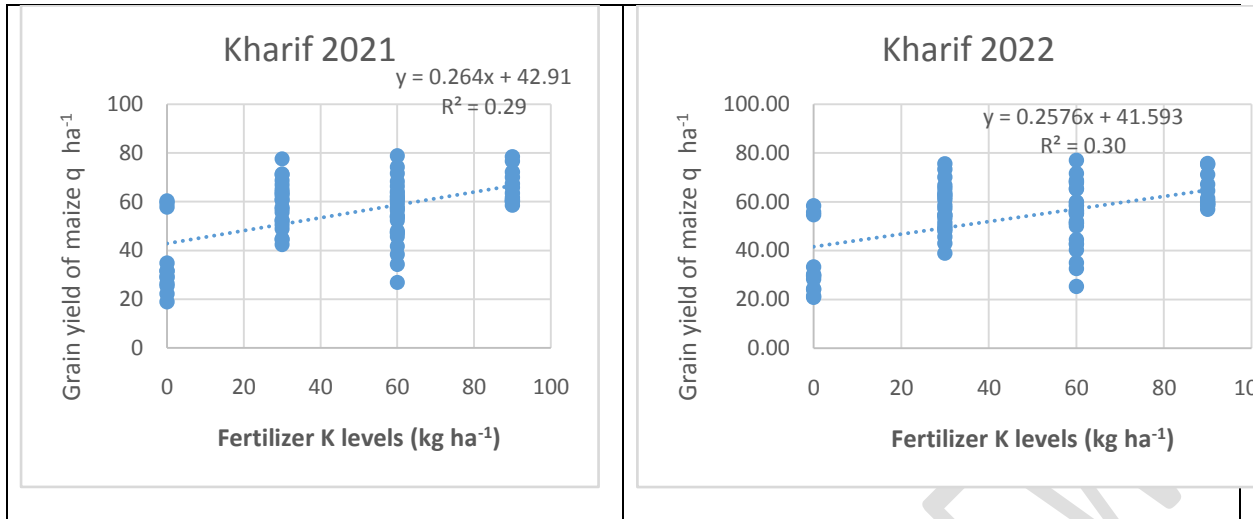 Kharif 2021
y = 0.264x + 42.91
R² = 0.29
100
80
60
40
20
0
Grain yield of maize q ha⁻¹
0 20 40 60 80 100
Fertilizer K levels (kg ha⁻¹)
Kharif 2022
y = 0.2576x + 41.593
R² = 0.30
100.00
80.00
60.00
40.00
20.00
0.00
Grain yield of maize q ha⁻¹
0 20 40 60 80 10
Fertilizer K levels (kg ha⁻¹)